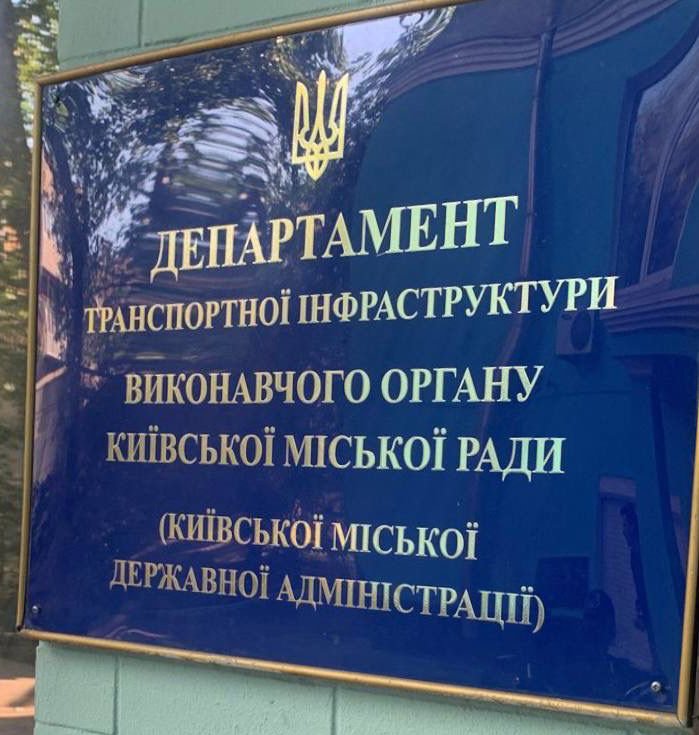 ДЕПАРТАМЕНТ
ТРАНСПОРТНОЇ ІНФРАСТРУКТУРИ
ВИКОНАВЧОГО ОРГАНУ
КИЇВСЬКОЇ МІСЬКОЇ РАДИ
(КИЇВСЬКОЇ МІСЬКОЇ
ДЕРЖАВНОЇ АДМІНІСТРАЦІЇ)